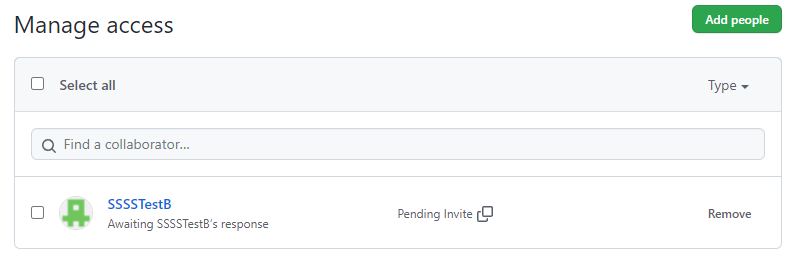 Manage access
Add people
Select all
Type
Find a collaborator...
SSSSTestB
Awaiting SSSSTestB's response
Pending Invite
Remove